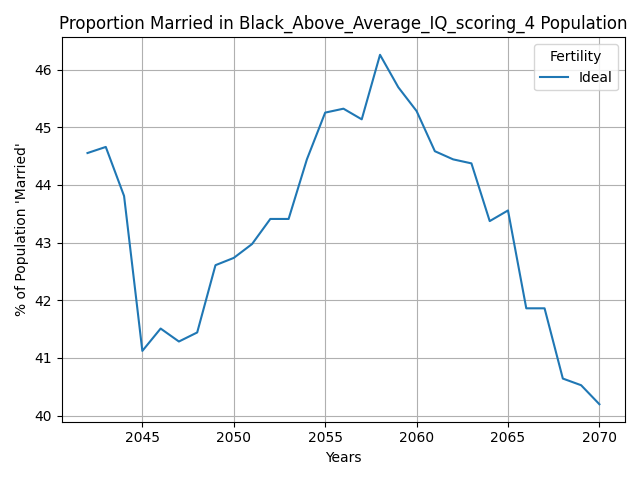 Proportion Married in Black_Above_Average_IQ_scoring_4 Population
Fertility
Ideal
% of Population 'Married'
46
45
44
43
42
41
40
2045 2050 2055 2060 2065 2070
Years